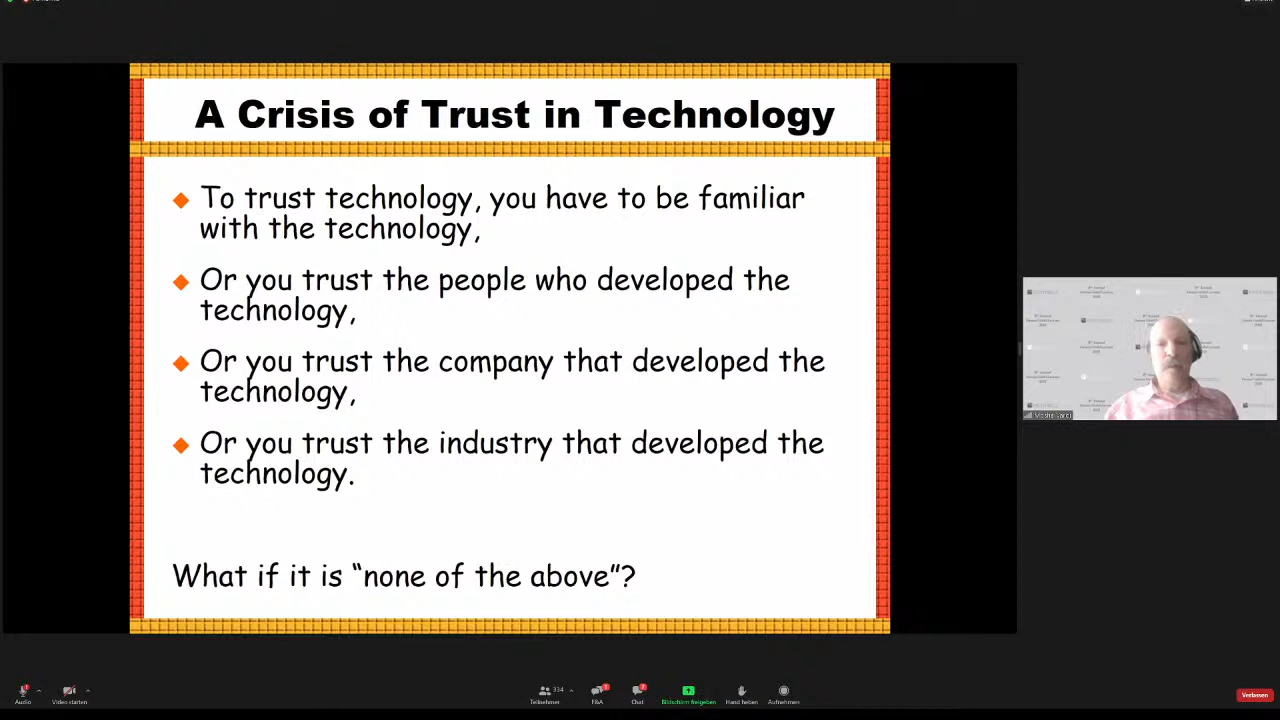 A Crisis of Trust in Technology
To trust technology, you have to be familiar
with the technology,
Or you trust the people who developed the
technology,
Or you trust the company that developed the
technology,
Or you trust the industry that developed the
technology.
What if it is “none of the above”?
Audio
Video starten
334
Teilnehmer
F&A
Chat
Bildschirm freigeben
Hand heben
Aufnehmen
Verlassen